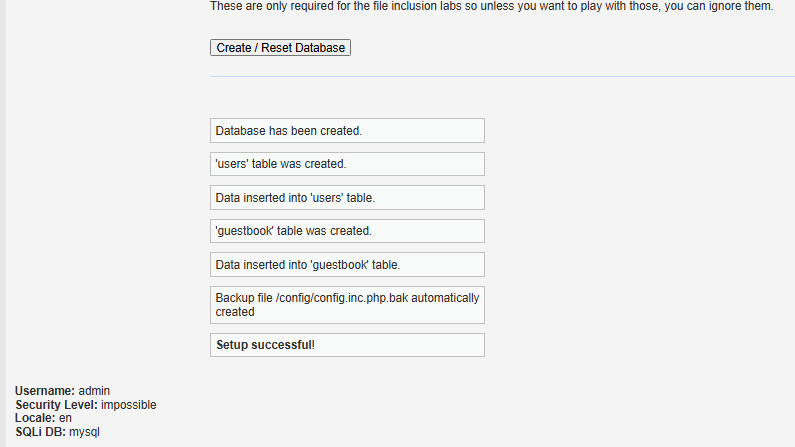 These are only required for the file inclusion labs so unless you want to play with those, you can ignore them.
Create / Reset Database
Database has been created.
'users' table was created.
Data inserted into 'users' table.
'guestbook' table was created.
Data inserted into 'guestbook' table.
Backup file /config/config.inc.php.bak automatically
created
Setup successful!
Username: admin
Security Level: impossible
Locale: en
SQLi DB: mysql